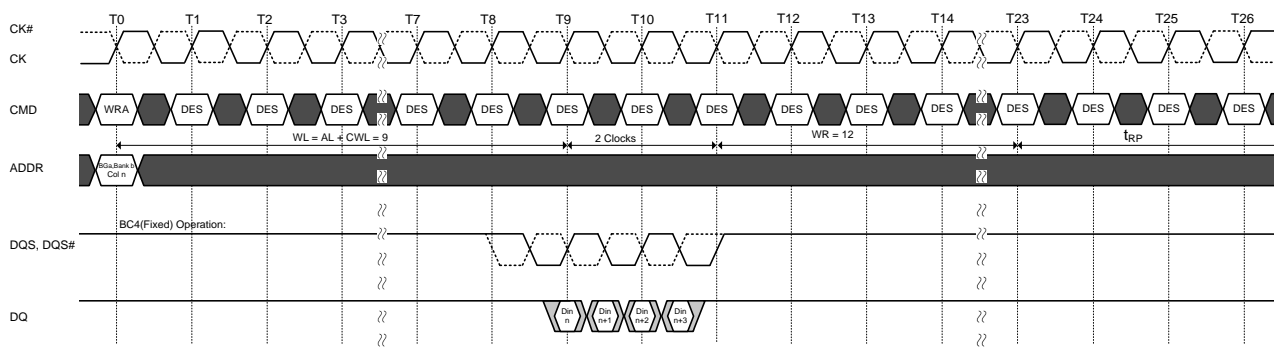 T0 T1 T2 T3 T7 T8 T9 T10 T11 T12 T13 T14 T23 T24 T25 T26
CK#
CK
CMD WRA DES DES DES DES DES DES DES DES DES DES DES DES DES DES DES
WL = AL + CWL = 9 2 Clocks WR = 12 tRP
ADDR BGa,Bank b
Col n
BC4(Fixed) Operation:
DQS, DQS#
DQ
Din n Din n+1 Din n+2 Din n+3